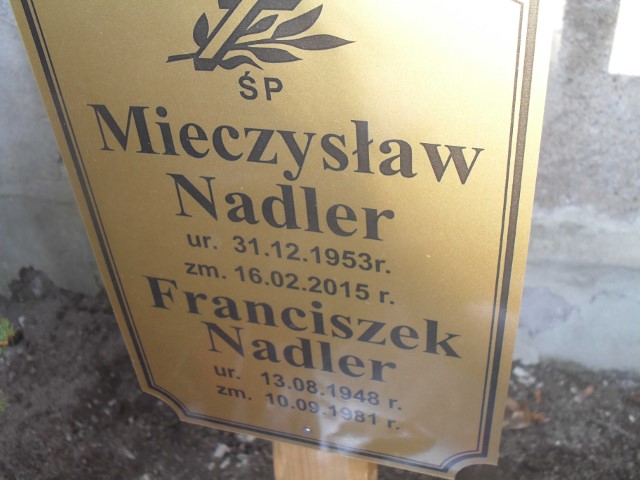 ŚP
Mieczysław
Nadler
ur. 31.12.1953r.
zm. 16.02.2015 r.
Franciszek
Nadler
ur. 13.08.1948 r.
zm. 10.09.1981 r.